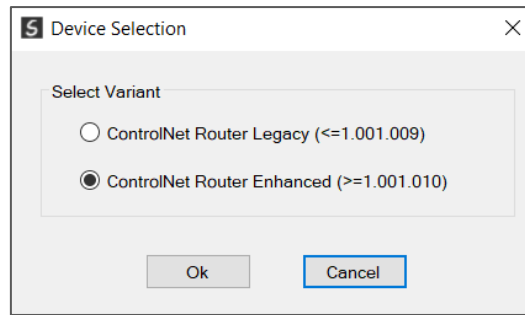 Device Selection
Select Variant
ControlNet Router Legacy (<=1.001.009)
ControlNet Router Enhanced (>=1.001.010)
Ok
Cancel